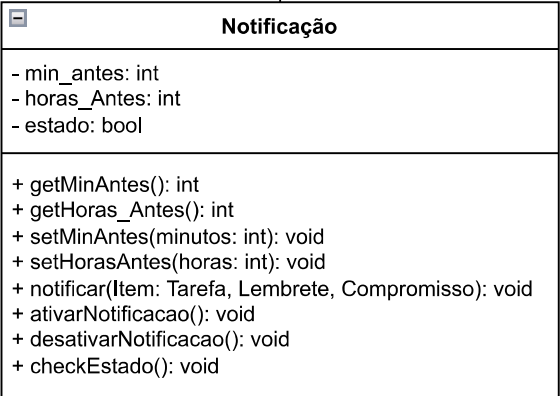 Notificação
- min_antes: int
- horas_Antes: int
- estado: bool
+ getMinAntes(): int
+ getHoras_Antes(): int
+ setMinAntes(minutos: int): void
+ setHorasAntes(horas: int): void
+ notificar(Item: Tarefa, Lembrete, Compromisso): void
+ ativarNotificacao(): void
+ desativarNotificacao(): void
+ checkEstado(): void